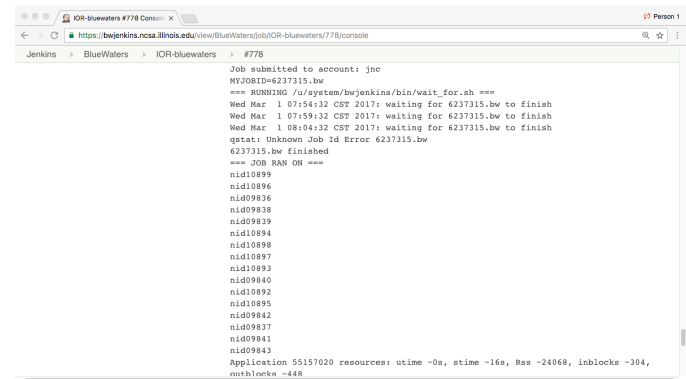 IOR-bluewaters #778 Console
Person 1
https://bwjenkins.ncsa.illinois.edu/view/BlueWaters/job/IOR-bluewaters/778/console
Jenkins BlueWaters IOR-bluewaters #778
Job submitted to account: jnc
MYJOBID=6237315.bw
=== RUNNING /u/system/bwjenkins/bin/wait_for.sh ===
Wed Mar  1 07:54:32 CST 2017: waiting for 6237315.bw to finish
Wed Mar  1 07:59:32 CST 2017: waiting for 6237315.bw to finish
Wed Mar  1 08:04:32 CST 2017: waiting for 6237315.bw to finish
qstat: Unknown Job Id Error 6237315.bw
6237315.bw finished
=== JOB RAN ON ===
nid10899
nid10896
nid09836
nid09838
nid09839
nid10894
nid10898
nid10897
nid10893
nid09840
nid10892
nid10895
nid09842
nid09837
nid09841
nid09843
Application 55157020 resources: utime ~0s, stime ~16s, Rss ~24068, inblocks ~304,
outblocks ~448